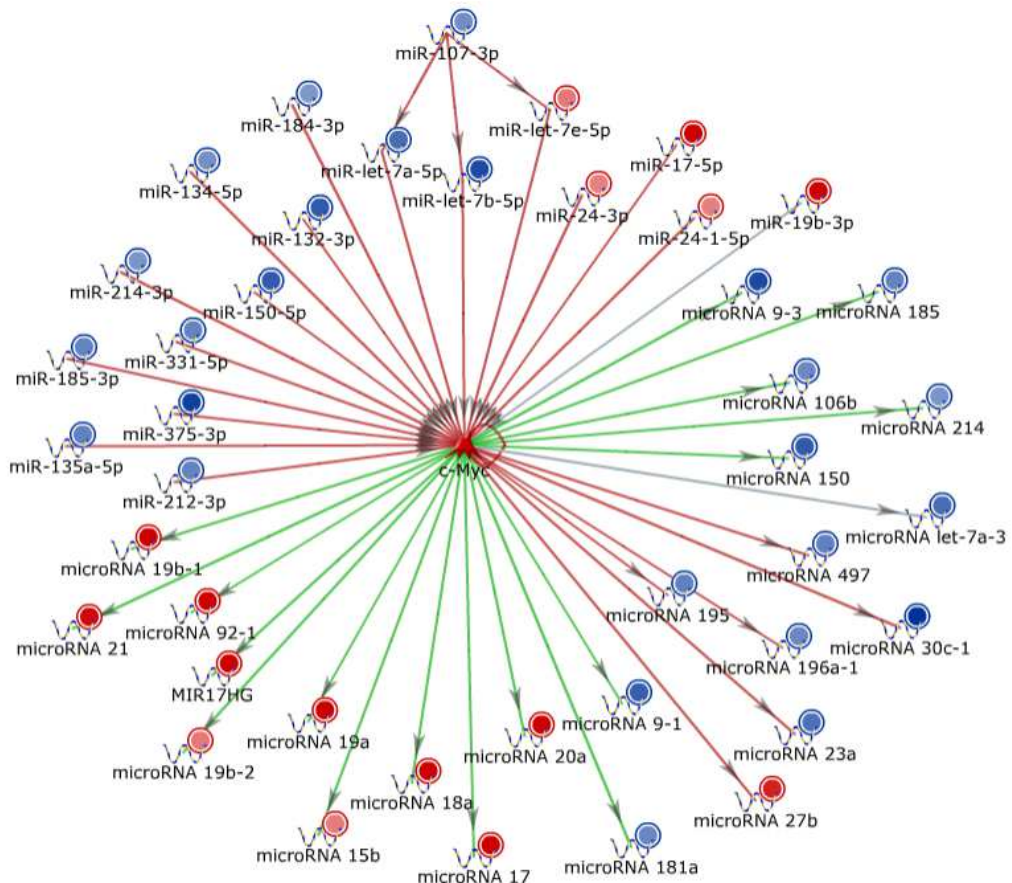 miR-107-3p
miR-184-3p
miR-let-7e-5p
miR-17-5p
miR-let-7a-5p
miR-134-5p
miR-let-7b-5p
miR-24-3p
miR-19b-3p
miR-132-3p
miR-24-1-5p
miR-214-3p
miR-150-5p
microRNA 9-3
microRNA 185
miR-331-5p
miR-185-3p
microRNA 106b
miR-375-3p
microRNA 214
miR-135a-5p
c-Myc
microRNA 150
miR-212-3p
microRNA let-7a-3
microRNA 19b-1
microRNA 497
microRNA 195
microRNA 92-1
microRNA 21
microRNA 30c-1
microRNA 196a-1
MIR17HG
microRNA 9-1
microRNA 19a
microRNA 23a
microRNA 20a
microRNA 19b-2
microRNA 18a
microRNA 27b
microRNA 15b
microRNA 181a
microRNA 17